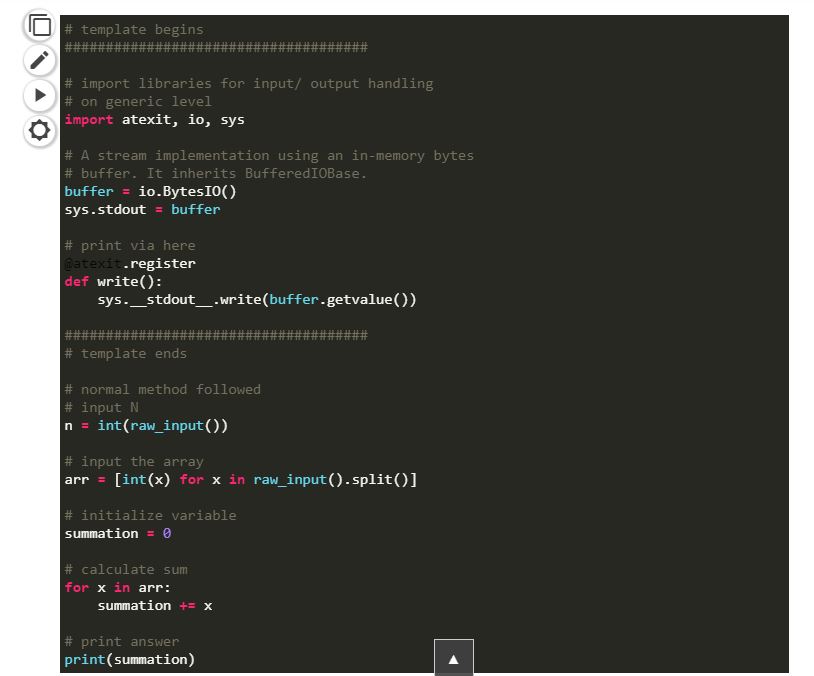 # template begins
#####################################

# import libraries for input/ output handling
# on generic level
import atexit, io, sys

# A stream implementation using an in-memory bytes
# buffer. It inherits BufferedIOBase.
buffer = io.BytesIO()
sys.stdout = buffer

# print via here
@atexit.register
def write():
    sys.__stdout__.write(buffer.getvalue())

#####################################
# template ends

# normal method followed
# input N
n = int(raw_input())

# input the array
arr = [int(x) for x in raw_input().split()]

# initialize variable
summation = 0

# calculate sum
for x in arr:
    summation += x

# print answer
print(summation)